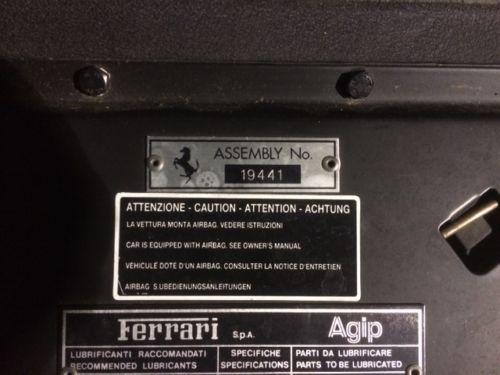 ASSEMBLY No.
19441
ATTENZIONE - CAUTION - ATTENTION - ACHTUNG
LA VETTURA MONTA AIRBAG. VEDERE ISTRUZIONI
CAR IS EQUIPPED WITH AIRBAG. SEE OWNER'S MANUAL
VEHICULE DOTE D'UN AIRBAG. CONSULTER LA NOTICE D'ENTRETIEN
AIRBAG S.UBEDIENUNGSANLEITUNGEN
Ferrari S.p.A. Agip
LUBRIFICANTI RACCOMANDATI SPECIFICHE PARTI DA LUBRIFICARE
RECOMMENDED LUBRICANTS SPECIFICATIONS PARTS TO BE LUBRICATED